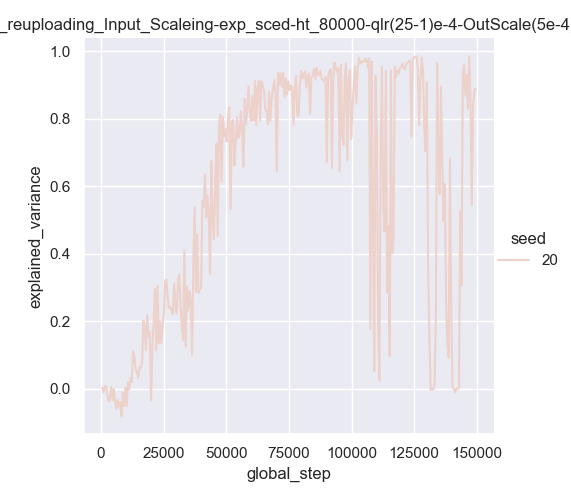 _reuploading_Input_Scaleing-exp_sced-ht_80000-qlr(25-1)e-4-OutScale(5e-4
1.0
0.8
0.6
0.4
0.2
0.0
explained_variance
0 25000 50000 75000 100000 125000 150000
global_step
seed
20